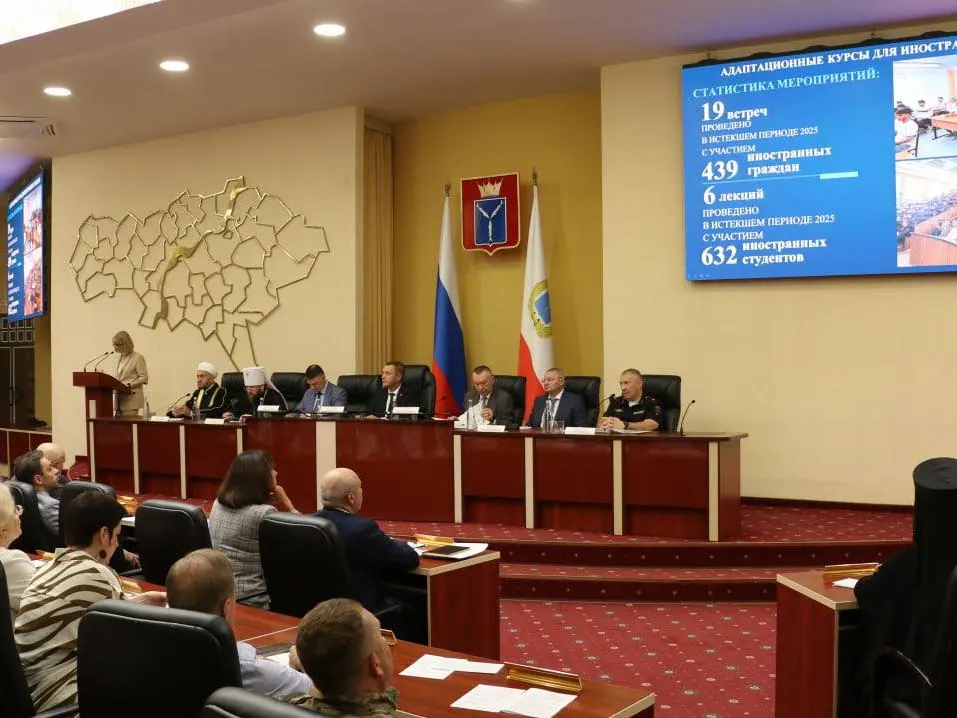 АДАПТАЦИОННЫЕ КУРСЫ ДЛЯ ИНОСТРА
СТАТИСТИКА МЕРОПРИЯТИЙ:
19 встреч
ПРОВЕДЕНО
В ИСТЕКШЕМ ПЕРИОДЕ 2025
С УЧАСТИЕМ
439 иностранных
граждан
6 лекций
ПРОВЕДЕНО
В ИСТЕКШЕМ ПЕРИОДЕ 2025
С УЧАСТИЕМ
632 иностранных
студентов